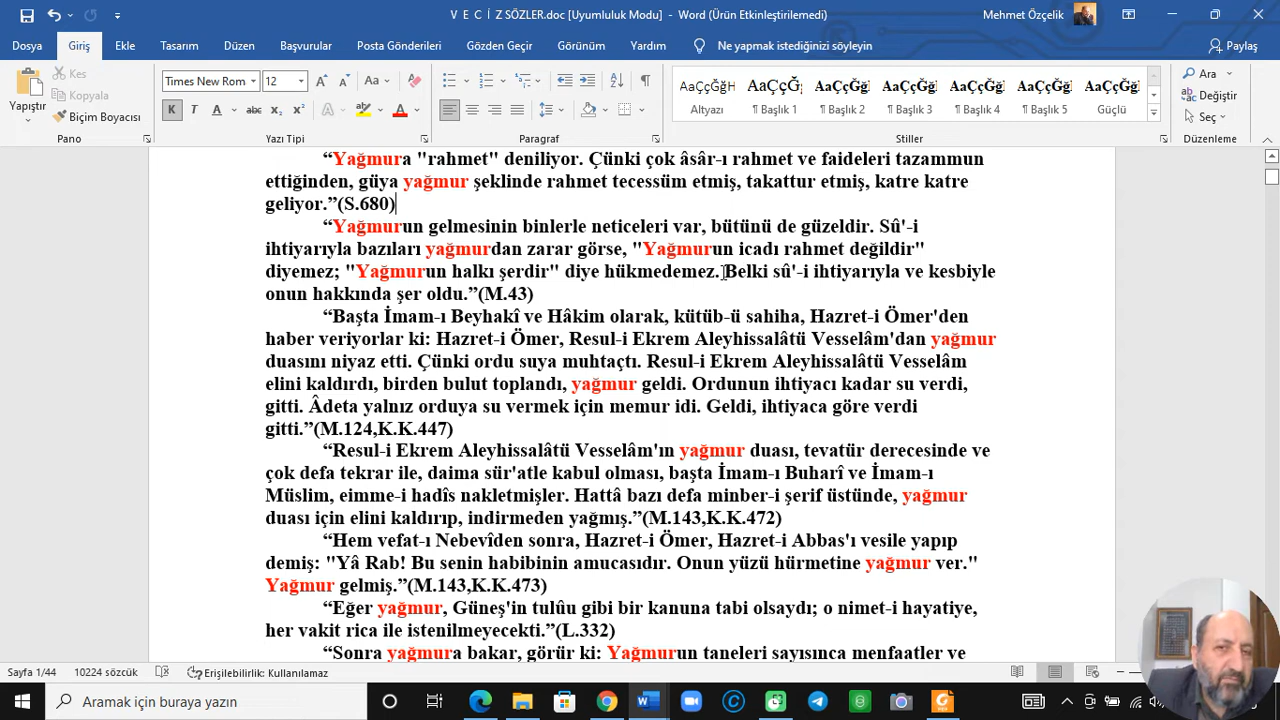 V E C İ Z SÖZLER.doc [Uyumluluk Modu] - Word (Ürün Etkinleştirilemedi)
Mehmet Özçelik
Dosya Giriş Ekle Tasarım Düzen Başvurular Posta Gönderileri Gözden Geçir Görünüm Yardım Ne yapmak istediğinizi söyleyin Paylaş
Yapıştır
Kes
Kopyala
Biçim Boyacısı
Times New Rom 12
Altyazı ¶ Başlık 1 ¶ Başlık 2 ¶ Başlık 3 ¶ Başlık 4 ¶ Başlık 5 Güçlü
Ara
Değiştir
Seç
Pano Yazı Tipi Paragraf Stiller Düzenleme
“Yağmura "rahmet" deniliyor. Çünki çok âsâr-ı rahmet ve faideleri tazammun
ettiğinden, güya yağmur şeklinde rahmet tecessüm etmiş, takattur etmiş, katre katre
geliyor.”(S.680)
“Yağmurun gelmesinin binlerle neticeleri var, bütünü de güzeldir. Sû'-i
ihtiyarıyla bazıları yağmurdan zarar görse, "Yağmurun icadı rahmet değildir"
diyemez; "Yağmurun halkı şerdir" diye hükmedemez. Belki sû'-i ihtiyarıyla ve kesbiyle
onun hakkında şer oldu.”(M.43)
“Başta İmam-ı Beyhakî ve Hâkim olarak, kütüb-ü sahiha, Hazret-i Ömer'den
haber veriyorlar ki: Hazret-i Ömer, Resul-i Ekrem Aleyhissalâtü Vesselâm'dan yağmur
duasını niyaz etti. Çünki ordu suya muhtaçtı. Resul-i Ekrem Aleyhissalâtü Vesselâm
elini kaldırdı, birden bulut toplandı, yağmur geldi. Ordunun ihtiyacı kadar su verdi,
gitti. Âdeta yalnız orduya su vermek için memur idi. Geldi, ihtiyaca göre verdi
gitti.”(M.124,K.K.447)
“Resul-i Ekrem Aleyhissalâtü Vesselâm'ın yağmur duası, tevatür derecesinde ve
çok defa tekrar ile, daima sür'atle kabul olması, başta İmam-ı Buharî ve İmam-ı
Müslim, eimme-i hadîs nakletmişler. Hattâ bazı defa minber-i şerif üstünde, yağmur
duası için elini kaldırıp, indirmeden yağmış.”(M.143,K.K.472)
“Hem vefat-ı Nebevîden sonra, Hazret-i Ömer, Hazret-i Abbas'ı vesile yapıp
demiş: "Yâ Rab! Bu senin habibinin amucasıdır. Onun yüzü hürmetine yağmur ver."
Yağmur gelmiş.”(M.143,K.K.473)
“Eğer yağmur, Güneş'in tulûu gibi bir kanuna tabi olsaydı; o nimet-i hayatiye,
her vakit rica ile istenilmeyecekti.”(L.332)
“Sonra yağmura bakar, görür ki: Yağmurun taneleri sayısınca menfaatler ve
Sayfa 1/44 10224 sözcük Erişilebilirlik: Kullanılamaz
Aramak için buraya yazın